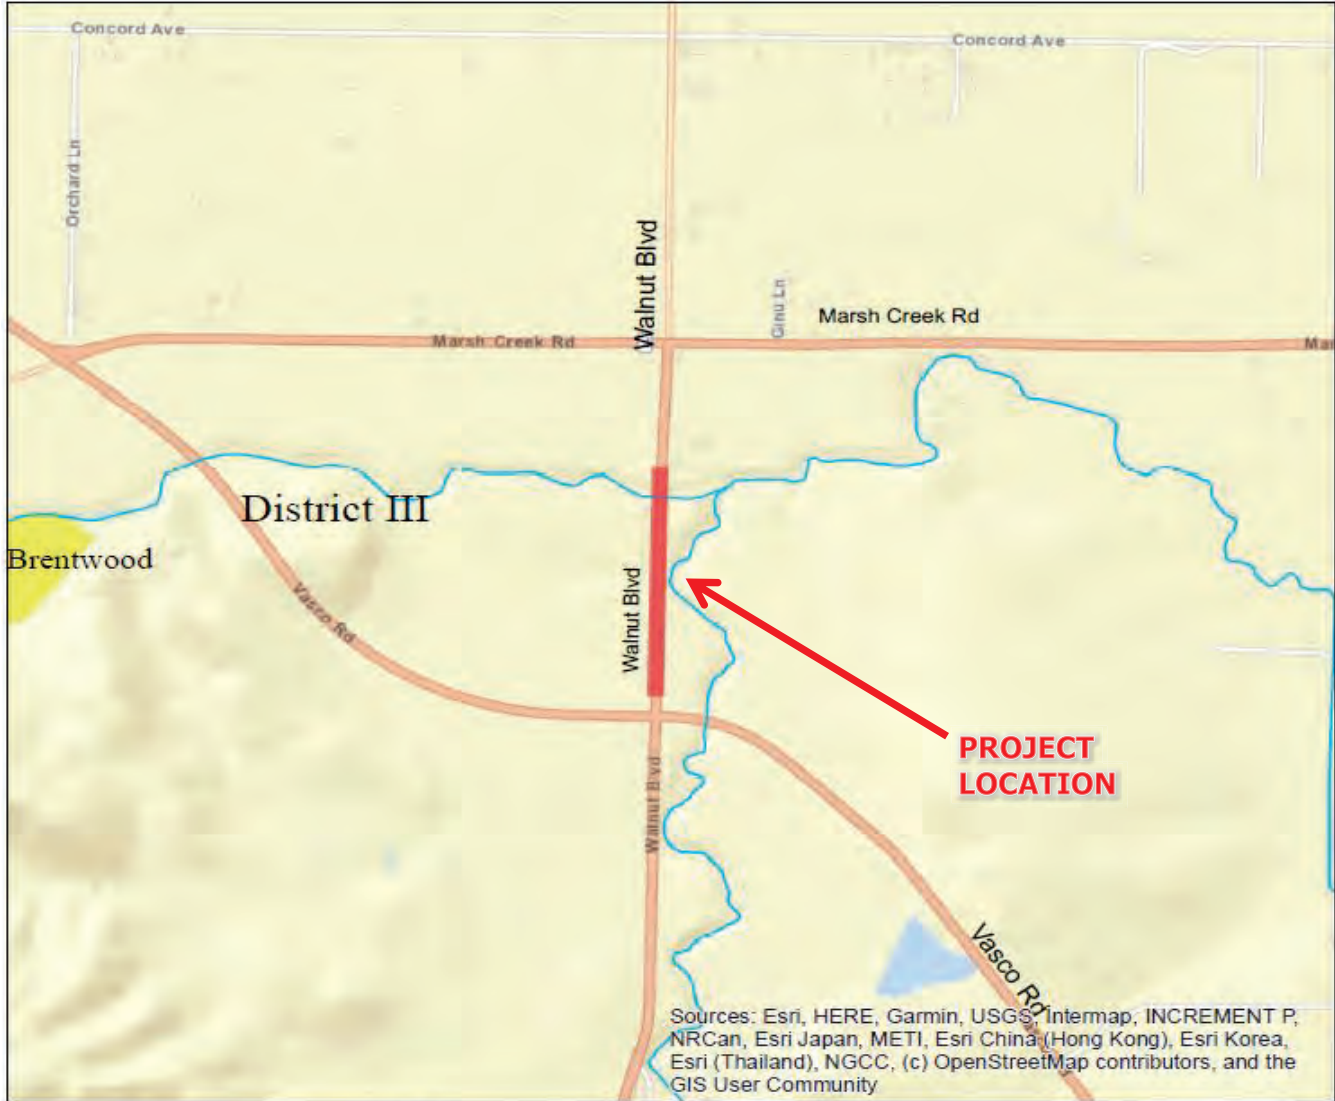 Concord Ave
Concord Ave
Orchard Ln
Walnut Blvd
Ginu Ln
Marsh Creek Rd
Marsh Creek Rd
Mar
District III
Brentwood
Vasco Rd
Walnut Blvd
PROJECT
LOCATION
Walnut Blvd
Vasco Rd
Sources: Esri, HERE, Garmin, USGS, Intermap, INCREMENT P,
NRCan, Esri Japan, METI, Esri China (Hong Kong), Esri Korea,
Esri (Thailand), NGCC, (c) OpenStreetMap contributors, and the
GIS User Community